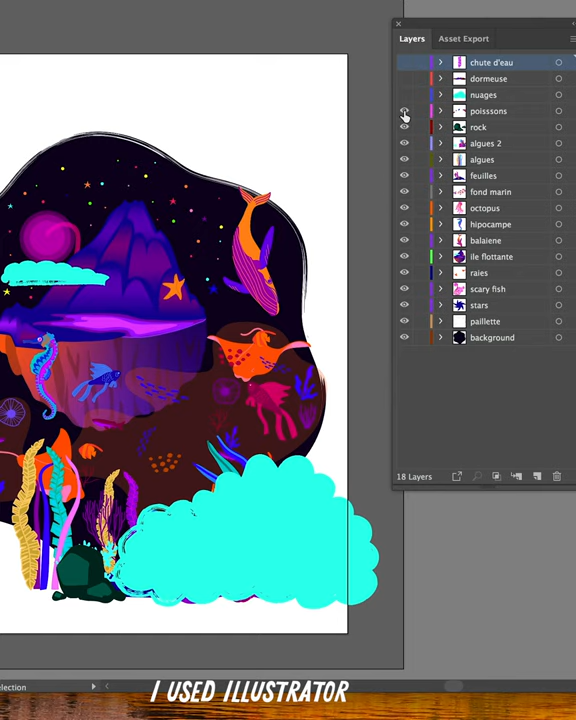 Layers Asset Export
chute d'eau
dormeuse
nuages
poisssons
rock
algues 2
algues
feuilles
fond marin
octopus
hipocampe
balaiene
ile flottante
raies
scary fish
stars
paillette
background
18 Layers
election
I USED ILLUSTRATOR